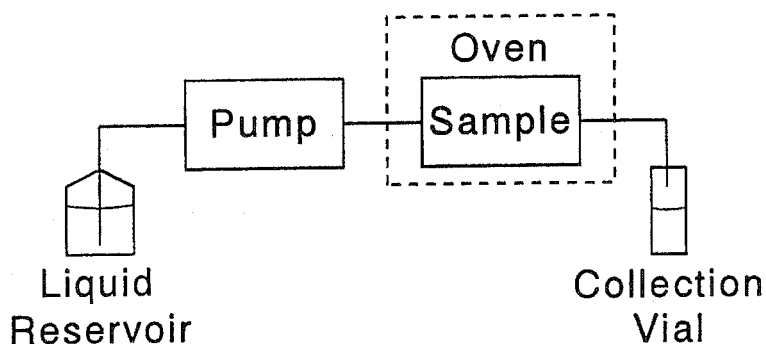 Oven
Pump
Sample
Liquid
Reservoir
Collection
Vial